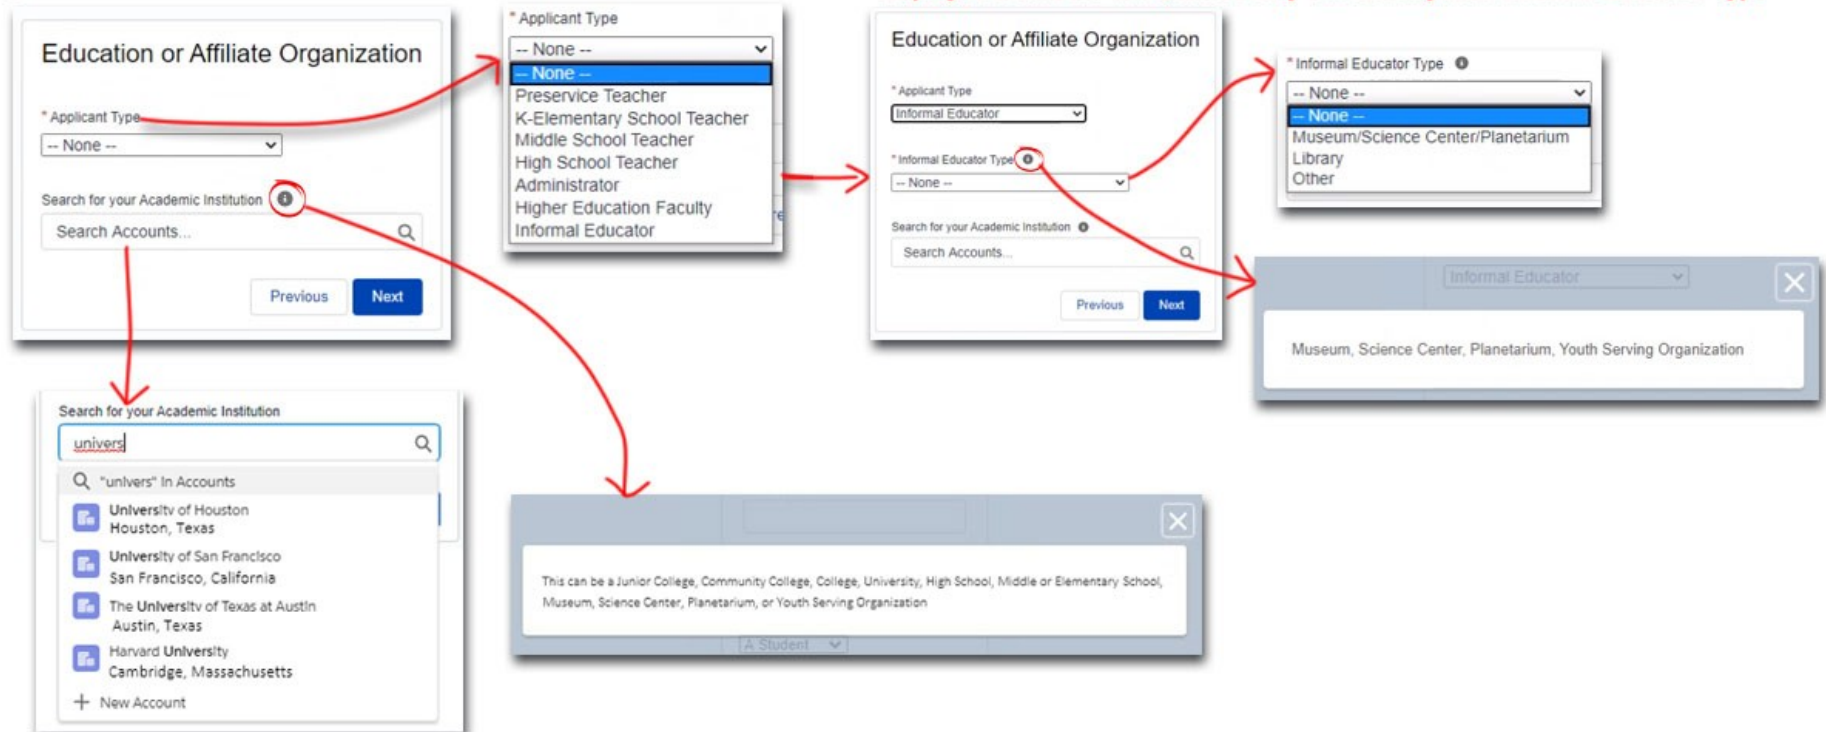 Education or Affiliate Organization
* Applicant Type
-- None --
Search for your Academic Institution
Search Accounts...
Previous
Next
* Applicant Type
-- None --
-- None --
Preservice Teacher
K-Elementary School Teacher
Middle School Teacher
High School Teacher
Administrator
Higher Education Faculty
Informal Educator
Education or Affiliate Organization
* Applicant Type
Informal Educator
* Informal Educator Type
-- None --
Search for your Academic Institution
Search Accounts...
Previous
Next
* Informal Educator Type
-- None --
-- None --
Museum/Science Center/Planetarium
Library
Other
Informal Educator
Museum, Science Center, Planetarium, Youth Serving Organization
Search for your Academic Institution
univers
"univers" In Accounts
University of Houston
Houston, Texas
University of San Francisco
San Francisco, California
The University of Texas at Austin
Austin, Texas
Harvard University
Cambridge, Massachusetts
New Account
This can be a Junior College, Community College, College, University, High School, Middle or Elementary School,
Museum, Science Center, Planetarium, or Youth Serving Organization
A Student